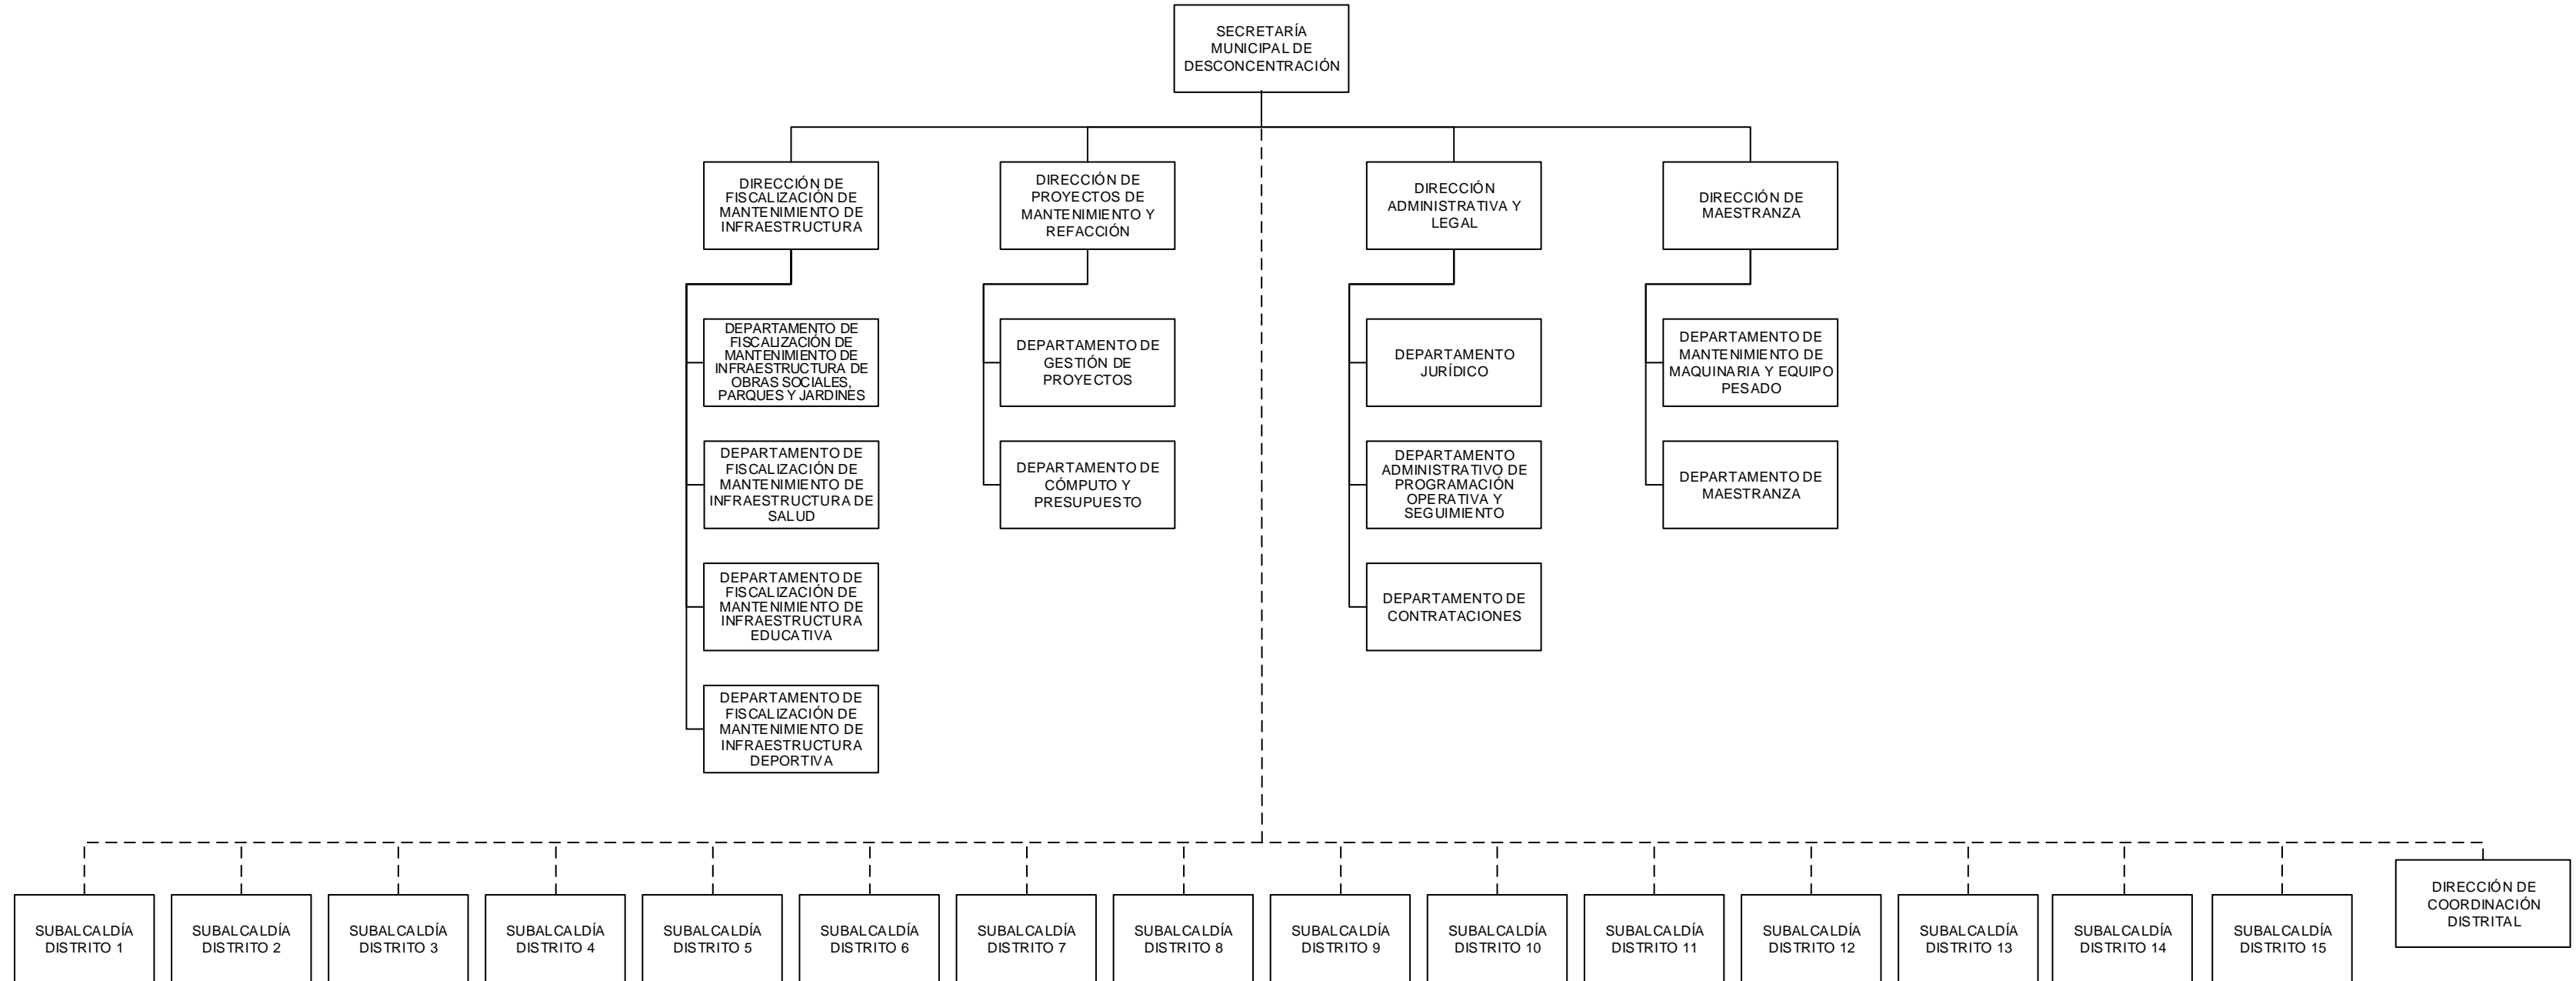 SECRETARÍA
MUNICIPAL DE
DESCONCENTRACIÓN
DIRECCIÓN DE
FISCALIZACIÓN DE
MANTENIMIENTO DE
INFRAESTRUCTURA
DIRECCIÓN DE
PROYECTOS DE
MANTENIMIENTO Y
REFACCIÓN
DIRECCIÓN
ADMINISTRATIVA Y
LEGAL
DIRECCIÓN DE
MAESTRANZA
DEPARTAMENTO DE
FISCALIZACIÓN DE
MANTENIMIENTO DE
INFRAESTRUCTURA DE
OBRAS SOCIALES,
PARQUES Y JARDINES
DEPARTAMENTO DE
GESTIÓN DE
PROYECTOS
DEPARTAMENTO
JURÍDICO
DEPARTAMENTO DE
MANTENIMIENTO DE
MAQUINARIA Y EQUIPO
PESADO
DEPARTAMENTO DE
FISCALIZACIÓN DE
MANTENIMIENTO DE
INFRAESTRUCTURA DE
SALUD
DEPARTAMENTO DE
CÓMPUTO Y
PRESUPUESTO
DEPARTAMENTO
ADMINISTRATIVO DE
PROGRAMACIÓN
OPERATIVA Y
SEGUIMIENTO
DEPARTAMENTO DE
MAESTRANZA
DEPARTAMENTO DE
FISCALIZACIÓN DE
MANTENIMIENTO DE
INFRAESTRUCTURA
EDUCATIVA
DEPARTAMENTO DE
CONTRATACIONES
DEPARTAMENTO DE
FISCALIZACIÓN DE
MANTENIMIENTO DE
INFRAESTRUCTURA
DEPORTIVA
SUBALCALDÍA
DISTRITO 1
SUBALCALDÍA
DISTRITO 2
SUBALCALDÍA
DISTRITO 3
SUBALCALDÍA
DISTRITO 4
SUBALCALDÍA
DISTRITO 5
SUBALCALDÍA
DISTRITO 6
SUBALCALDÍA
DISTRITO 7
SUBALCALDÍA
DISTRITO 8
SUBALCALDÍA
DISTRITO 9
SUBALCALDÍA
DISTRITO 10
SUBALCALDÍA
DISTRITO 11
SUBALCALDÍA
DISTRITO 12
SUBALCALDÍA
DISTRITO 13
SUBALCALDÍA
DISTRITO 14
SUBALCALDÍA
DISTRITO 15
DIRECCIÓN DE
COORDINACIÓN
DISTRITAL